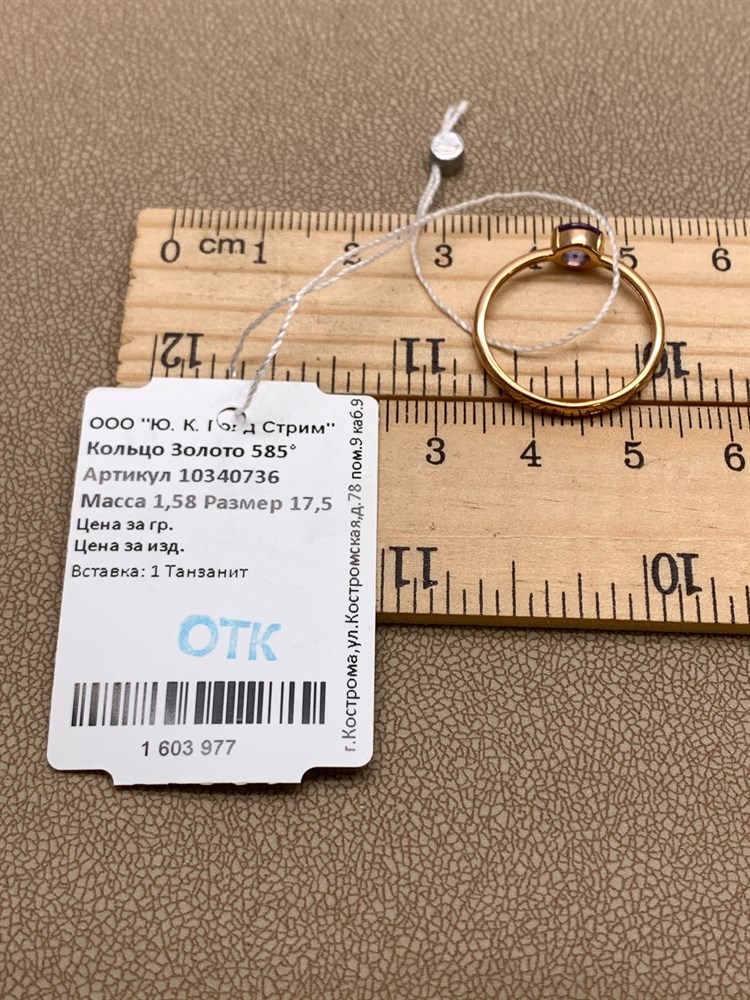 0 cm 1 2 3 4 5 6
12 11 10
3 4 5 6
11 10
ООО "Ю. К. Голд Стрим"
Кольцо Золото 585°
Артикул 10340736
Масса 1,58 Размер 17,5
Цена за гр.
Цена за изд.
Вставка: 1 Танзанит
ОТК
1 603 977
г.Кострома,ул.Костромская,д.78 пом.9 каб.9